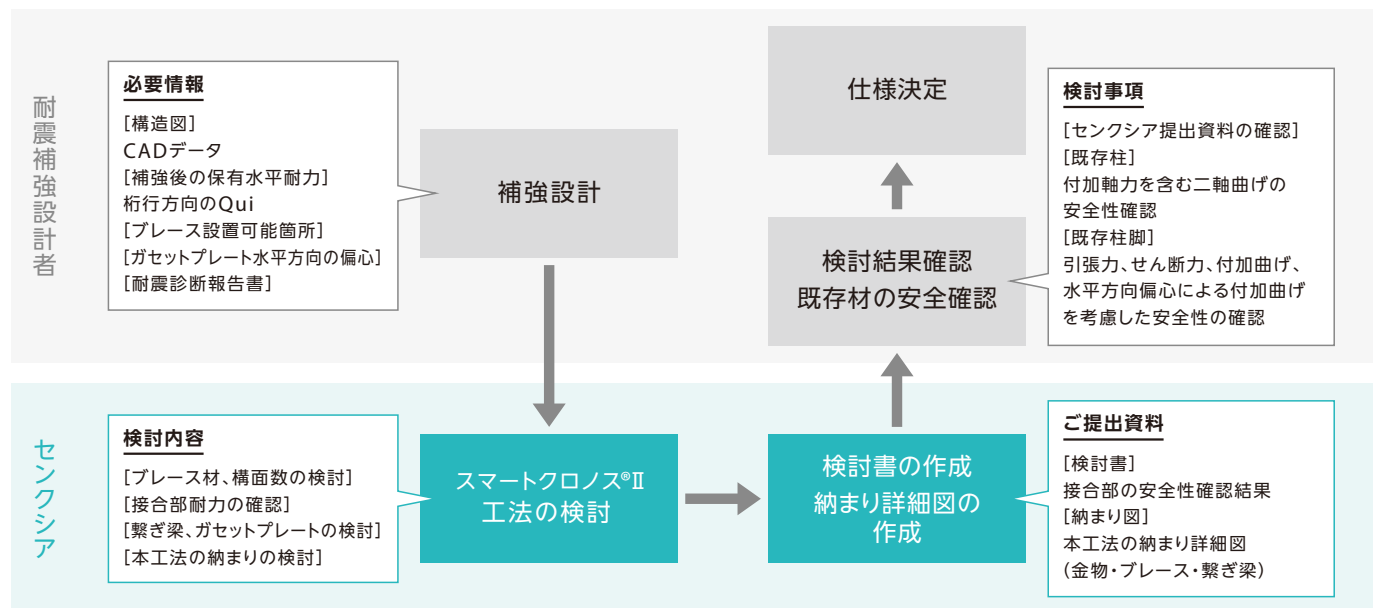 耐震補強設計者
必要情報
[構造図]
CADデータ
[補強後の保有水平耐力]
桁行方向のQui
[ブレース設置可能箇所]
[ガセットプレート水平方向の偏心]
[耐震診断報告書]
補強設計
仕様決定
検討結果確認
既存材の安全確認
検討事項
[センクシア提出資料の確認]
[既存柱]
付加軸力を含む二軸曲げの
安全性確認
[既存柱脚]
引張力、せん断力、付加曲げ、
水平方向偏心による付加曲げ
を考慮した安全性の確認
センクシア
検討内容
[ブレース材、構面数の検討]
[接合部耐力の確認]
[繋ぎ梁、ガセットプレートの検討]
[本工法の納まりの検討]
スマートクロノス®Ⅱ
工法の検討
検討書の作成
納まり詳細図の
作成
ご提出資料
[検討書]
接合部の安全性確認結果
[納まり図]
本工法の納まり詳細図
(金物・ブレース・繋ぎ梁)